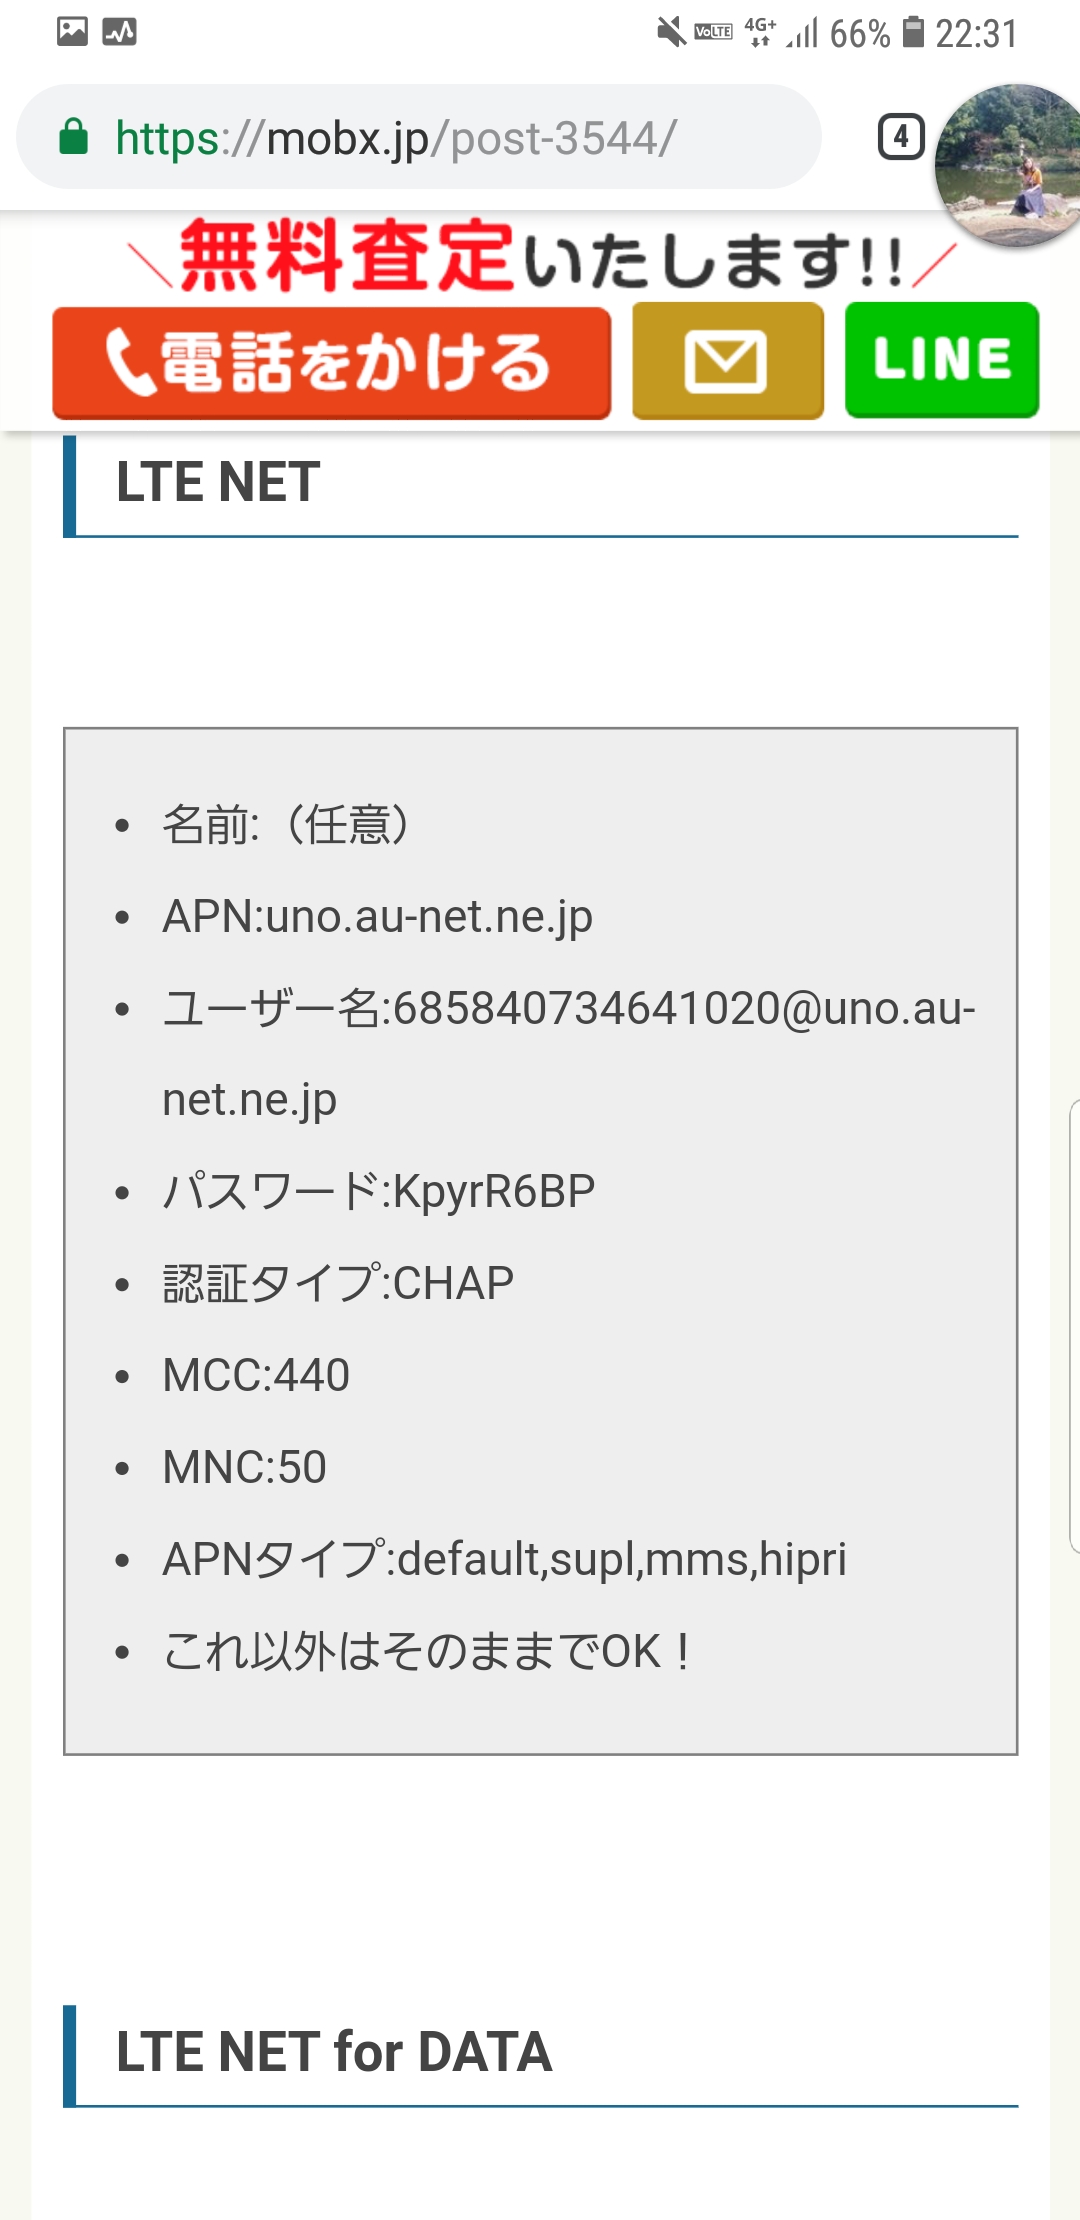 VoLTE 4G+ 66% 22:31
https://mobx.jp/post-3544/ 4
＼無料査定いたします!!／
電話をかける LINE
LTE NET
• 名前:（任意）
• APN:uno.au-net.ne.jp
• ユーザー名:685840734641020@uno.au-
net.ne.jp
• パスワード:KpyrR6BP
• 認証タイプ:CHAP
• MCC:440
• MNC:50
• APNタイプ:default,supl,mms,hipri
• これ以外はそのままでOK！
LTE NET for DATA